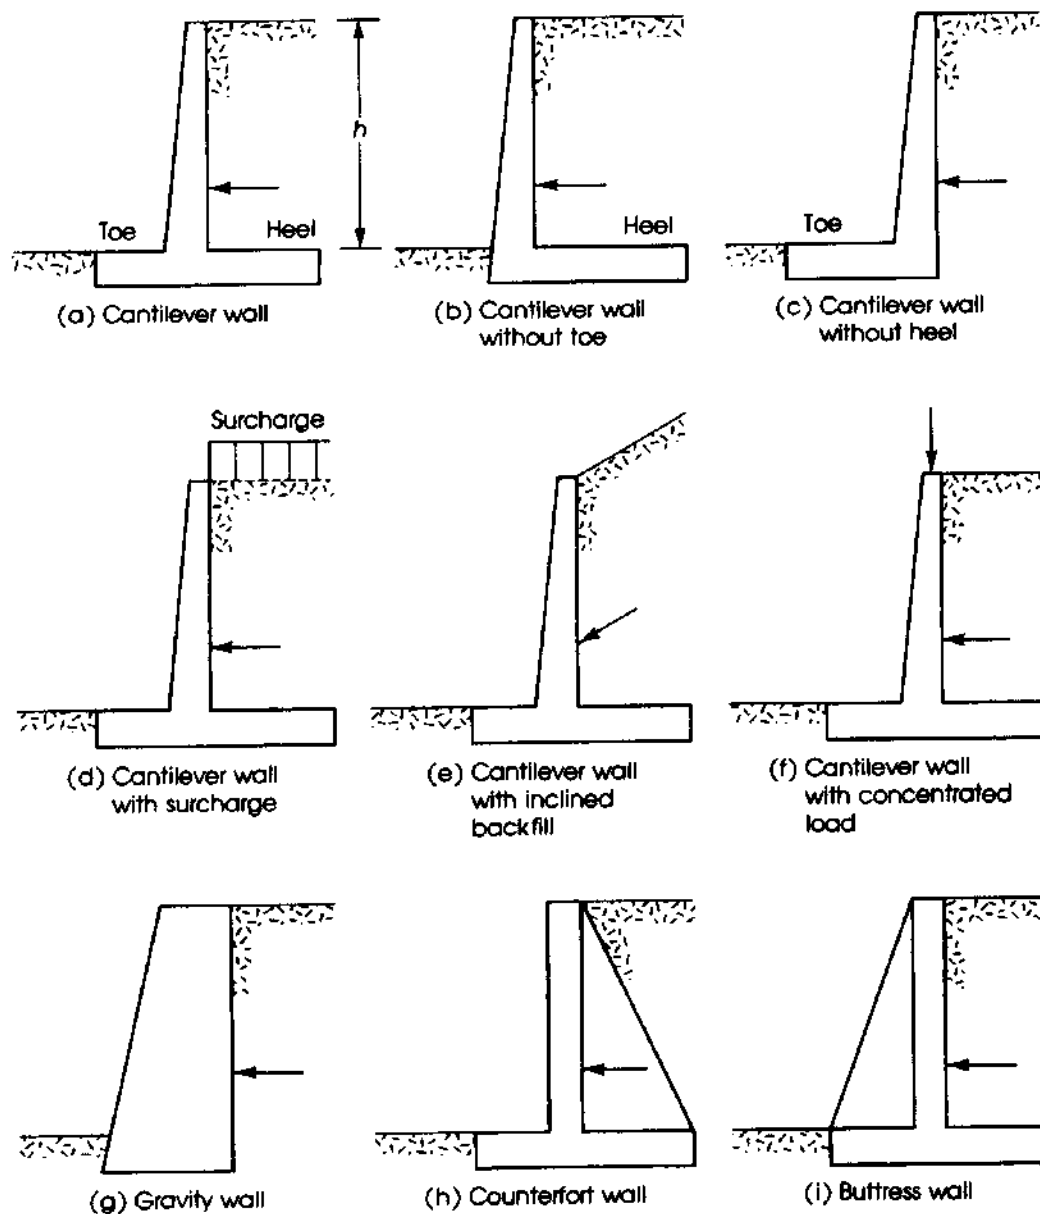 h
Toe
Heel
(a) Cantilever wall
Heel
(b) Cantilever wall
without toe
Toe
(c) Cantilever wall
without heel
Surcharge
(d) Cantilever wall
with surcharge
(e) Cantilever wall
with inclined
backfill
(f) Cantilever wall
with concentrated
load
(g) Gravity wall
(h) Counterfort wall
(i) Buttress wall